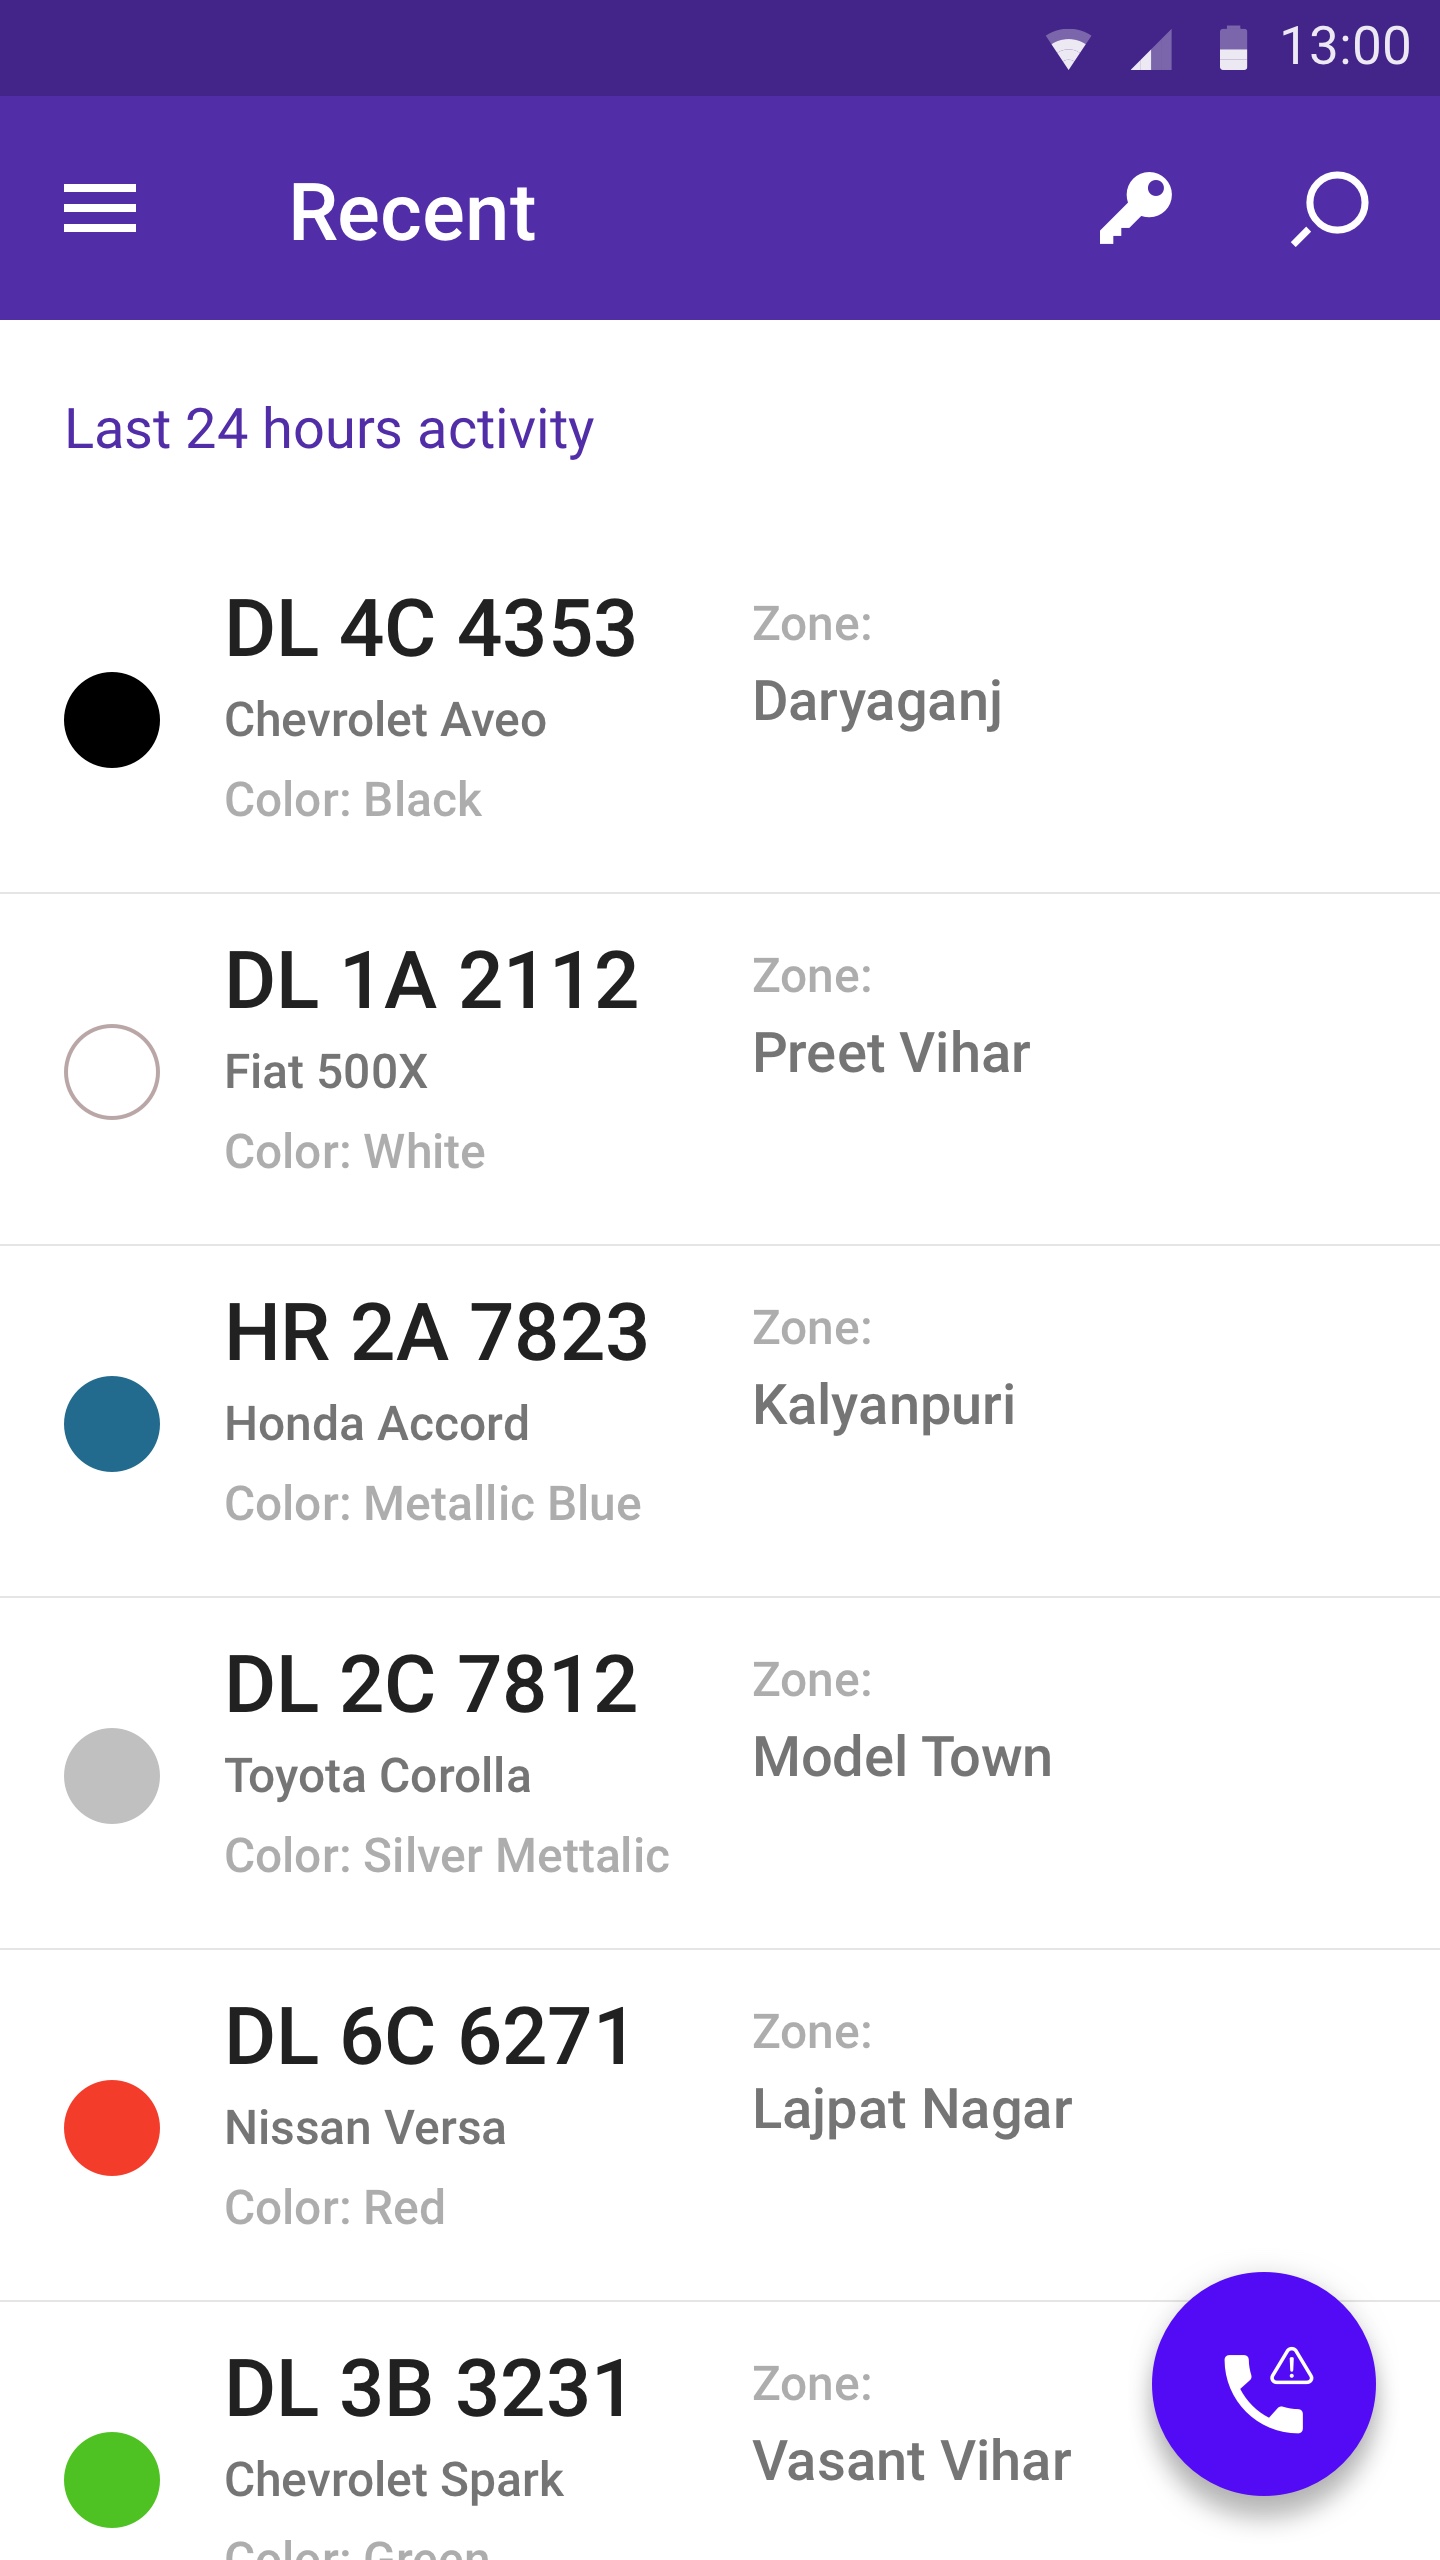 13:00
Recent
Last 24 hours activity
DL 4C 4353
Zone:
Chevrolet Aveo
Daryaganj
Color: Black
DL 1A 2112
Zone:
Fiat 500X
Preet Vihar
Color: White
HR 2A 7823
Zone:
Honda Accord
Kalyanpuri
Color: Metallic Blue
DL 2C 7812
Zone:
Toyota Corolla
Model Town
Color: Silver Mettalic
DL 6C 6271
Zone:
Nissan Versa
Lajpat Nagar
Color: Red
DL 3B 3231
Zone:
Chevrolet Spark
Vasant Vihar
Color: Green